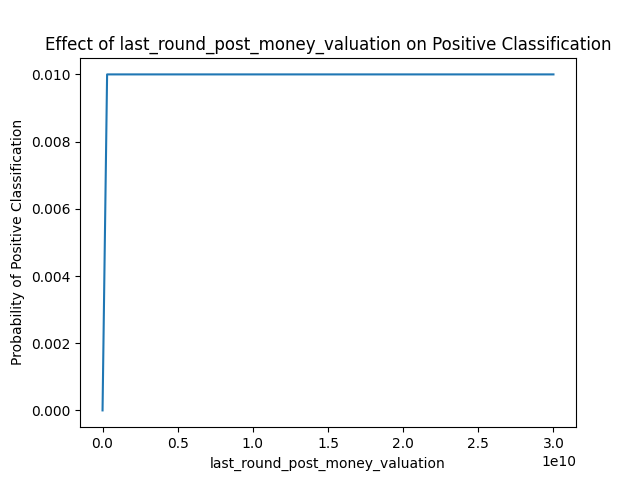 Effect of last_round_post_money_valuation on Positive Classification
Probability of Positive Classification
0.010
0.008
0.006
0.004
0.002
0.000
0.0 0.5 1.0 1.5 2.0 2.5 3.0
1e10
last_round_post_money_valuation